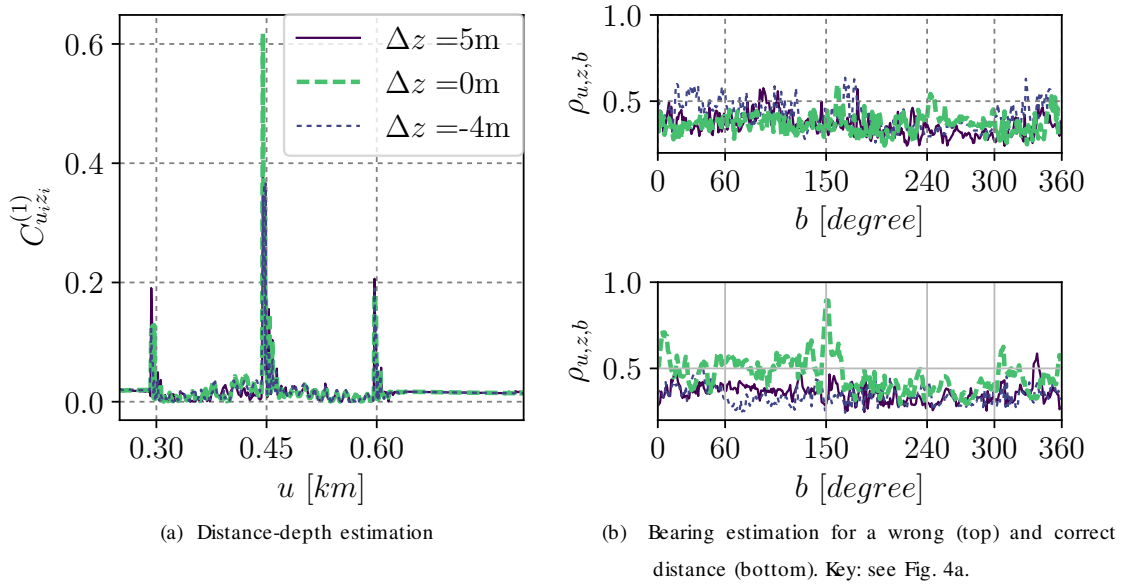 0.6
0.4
0.2
0.0
C^{(1)}_{u_i z_i}
Δz =5m
Δz =0m
Δz =-4m
0.30 0.45 0.60
u [km]
(a) Distance-depth estimation
1.0
0.5
ρ_{u,z,b}
0 60 150 240 300 360
b [degree]
1.0
0.5
ρ_{u,z,b}
0 60 150 240 300 360
b [degree]
(b) Bearing estimation for a wrong (top) and correct
distance (bottom). Key: see Fig. 4a.